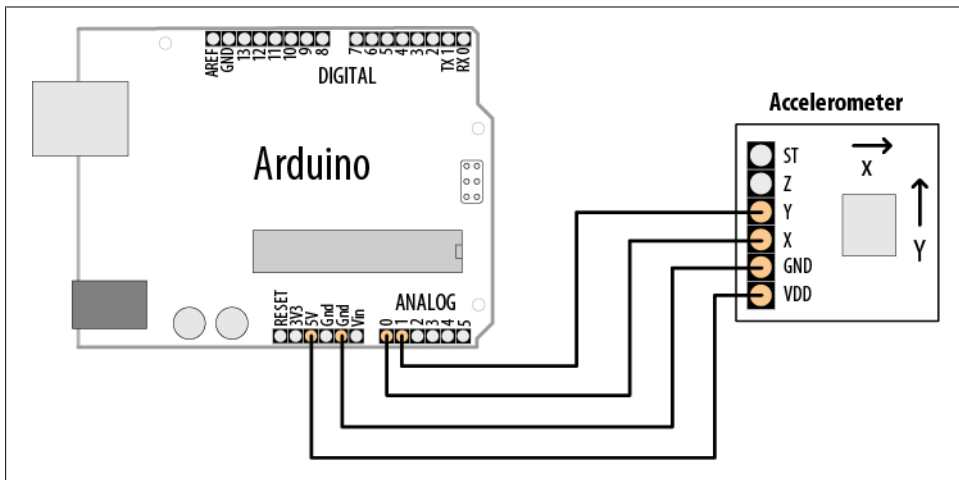 AREF
GND
13
12
11
10
9
8
7
6
5
4
3
2
TX 1
RX 0
DIGITAL
Arduino
ANALOG
RESET
3V3
5V
Gnd
Gnd
Vin
0
1
2
3
4
5
Accelerometer
ST
Z
Y
X
GND
VDD
X
Y